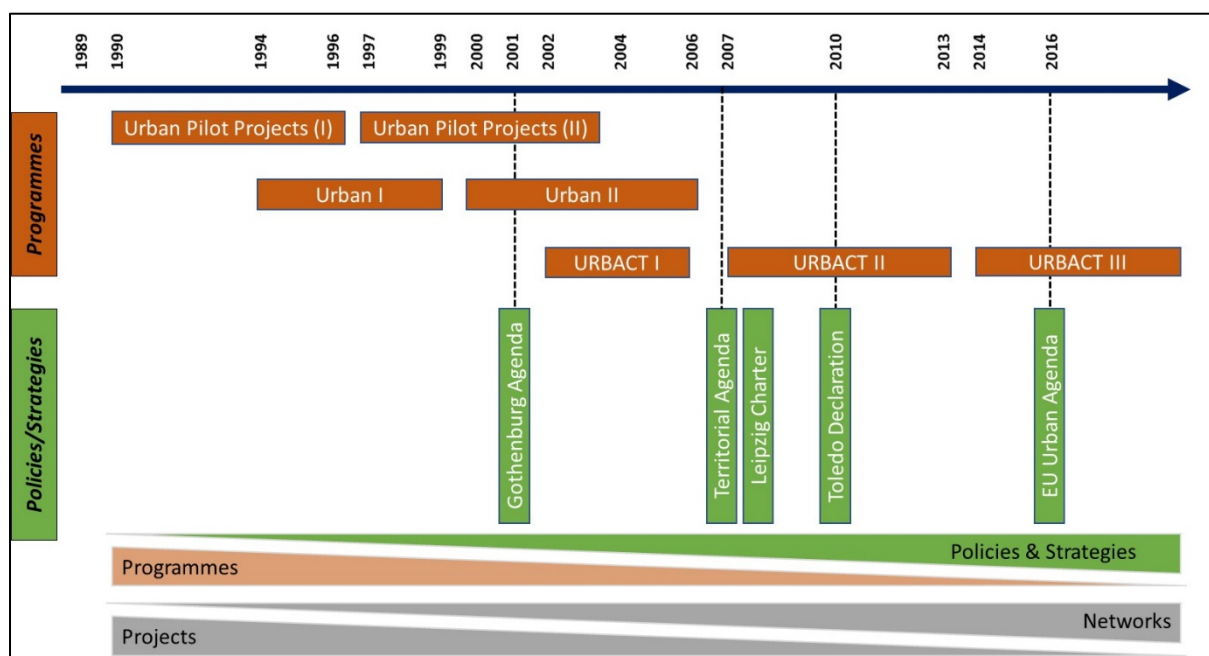 1989
1990
1994
1996
1997
1999
2000
2001
2002
2004
2006
2007
2010
2013
2014
2016
Programmes
Urban Pilot Projects (I)
Urban Pilot Projects (II)
Urban I
Urban II
URBACT I
URBACT II
URBACT III
Policies/Strategies
Gothenburg Agenda
Territorial Agenda
Leipzig Charter
Toledo Declaration
EU Urban Agenda
Policies & Strategies
Programmes
Networks
Projects